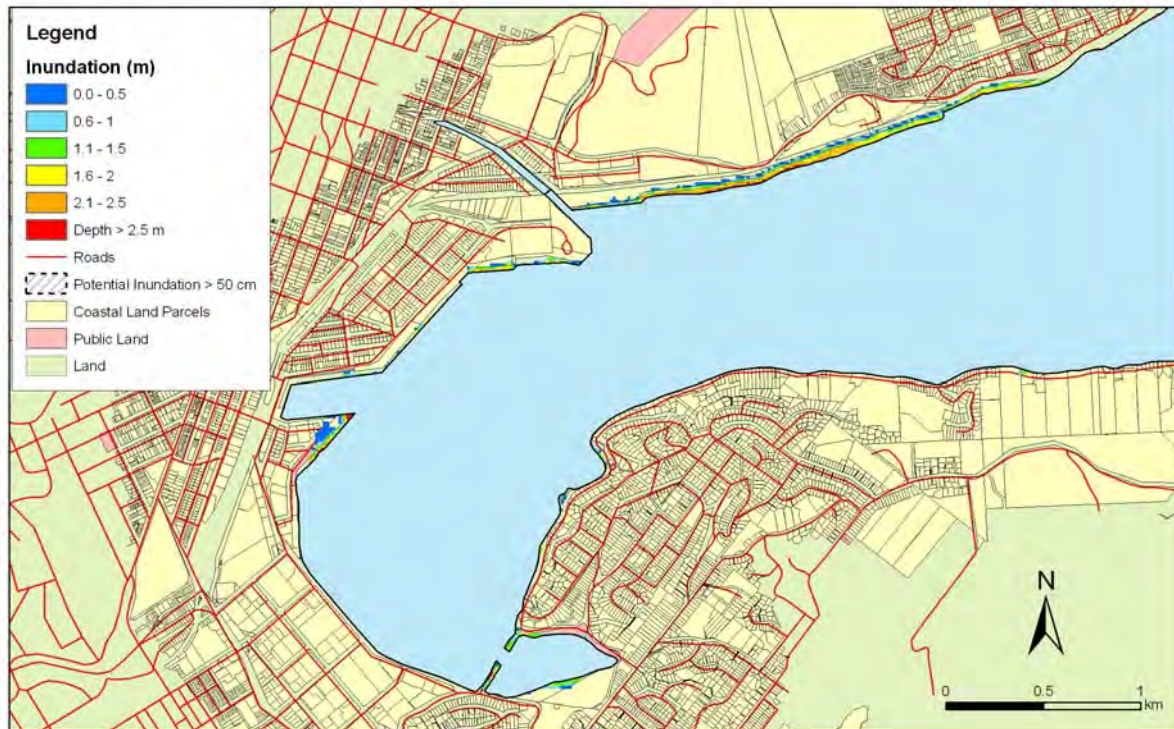 Legend
Inundation (m)
0.0 - 0.5
0.6 - 1
1.1 - 1.5
1.6 - 2
2.1 - 2.5
Depth > 2.5 m
Roads
Potential Inundation > 50 cm
Coastal Land Parcels
Public Land
Land
N
0 0.5 1
km